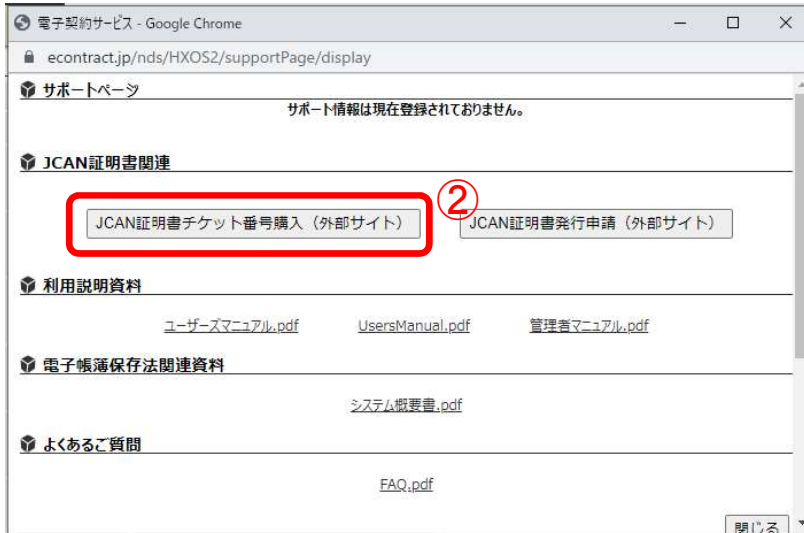 電子契約サービス - Google Chrome
econtract.jp/nds/HXOS2/supportPage/display
サポートページ
サポート情報は現在登録されておりません。
JCAN証明書関連
②
JCAN証明書チケット番号購入（外部サイト） JCAN証明書発行申請（外部サイト）
利用説明資料
ユーザーズマニュアル.pdf UsersManual.pdf 管理者マニュアル.pdf
電子帳簿保存法関連資料
システム概要書.pdf
よくあるご質問
FAQ.pdf
閉じる